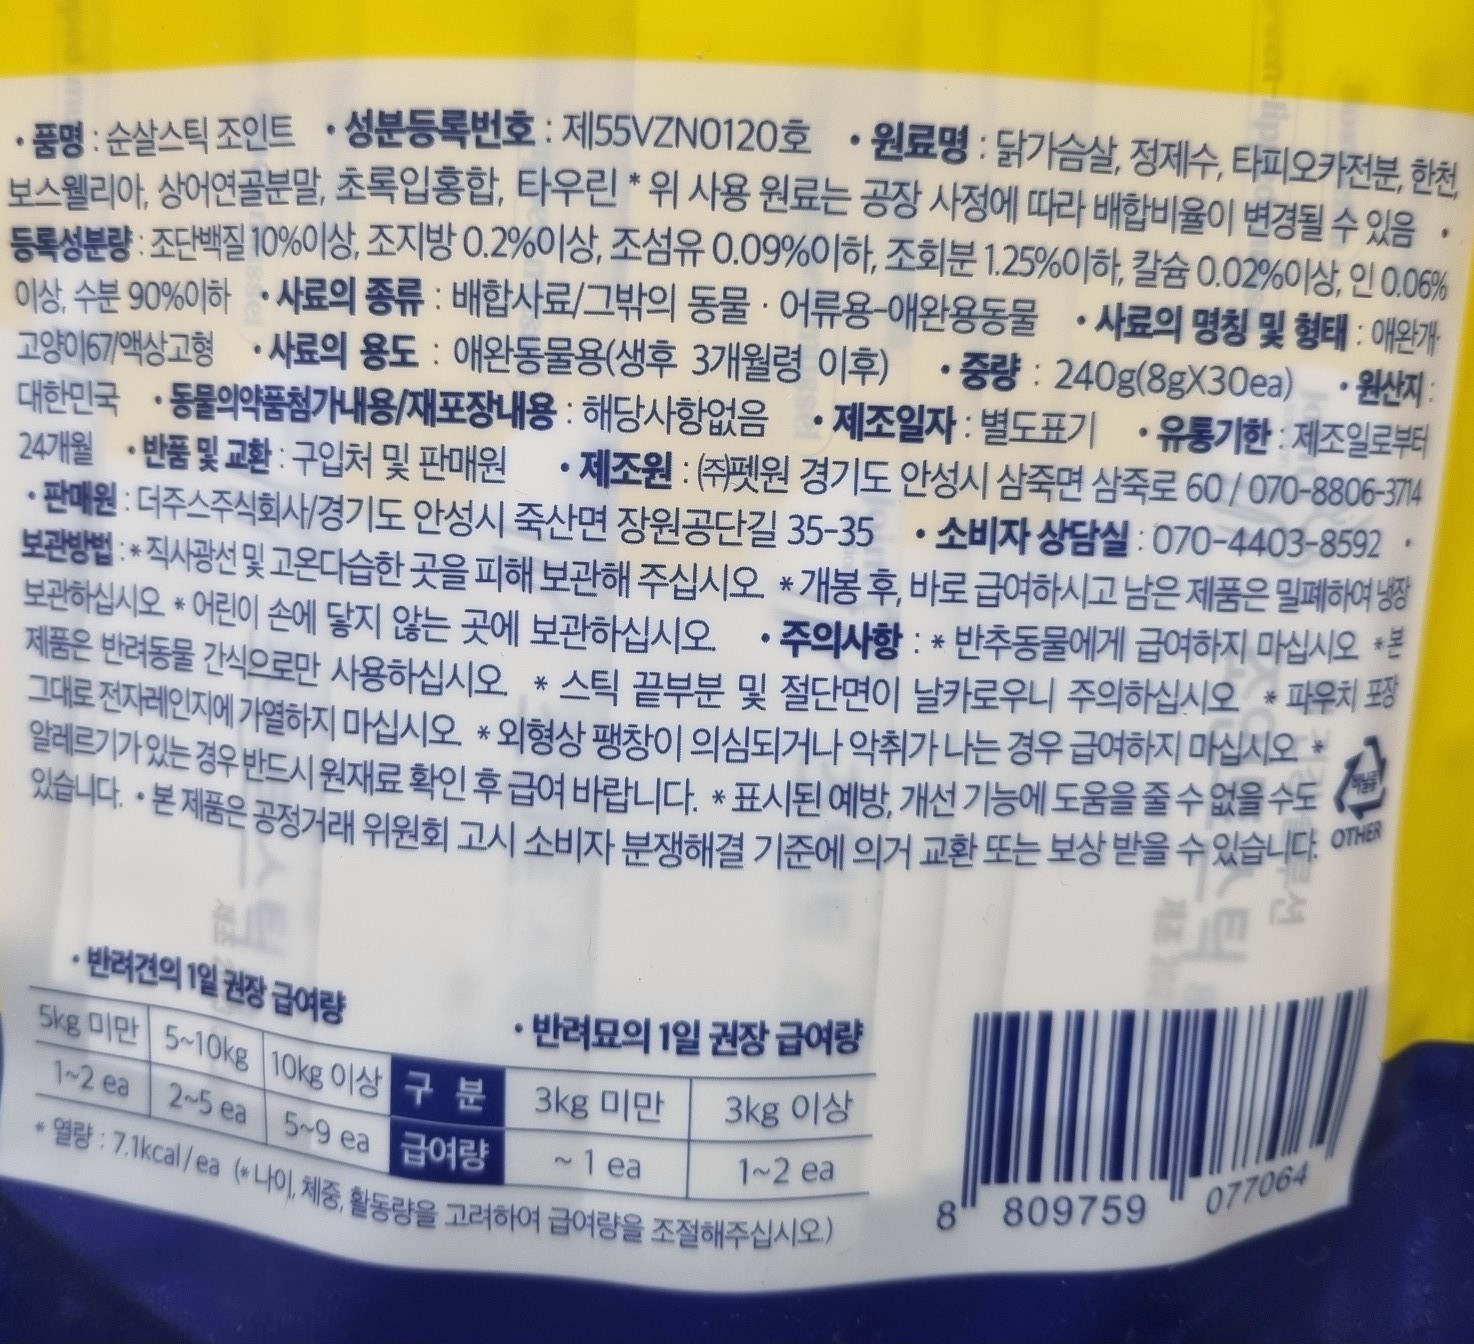 · 품명 : 순살스틱 조인트 · 성분등록번호 : 제55VZN0120호 · 원료명 : 닭가슴살, 정제수, 타피오카전분, 한천,
보스웰리아, 상어연골분말, 초록입홍합, 타우린 * 위 사용 원료는 공장 사정에 따라 배합비율이 변경될 수 있음 ·
등록성분량 : 조단백질 10%이상, 조지방 0.2%이상, 조섬유 0.09%이하, 조회분 1.25%이하, 칼슘 0.02%이상, 인 0.06%
이상, 수분 90%이하 · 사료의 종류 : 배합사료/그밖의 동물 · 어류용-애완용동물 · 사료의 명칭 및 형태 : 애완개·
고양이67/액상고형 · 사료의 용도 : 애완동물용(생후 3개월령 이후) · 중량 : 240g(8gX30ea) · 원산지 :
대한민국 · 동물의약품첨가내용/재포장내용 : 해당사항없음 · 제조일자 : 별도표기 · 유통기한 : 제조일로부터
24개월 · 반품 및 교환 : 구입처 및 판매원 · 제조원 : ㈜펫원 경기도 안성시 삼죽면 삼죽로 60 / 070-8806-3714
· 판매원 : 더주스주식회사/경기도 안성시 죽산면 장원공단길 35-35 · 소비자 상담실 : 070-4403-8592 ·
보관방법 : * 직사광선 및 고온다습한 곳을 피해 보관해 주십시오 * 개봉 후, 바로 급여하시고 남은 제품은 밀폐하여 냉장
보관하십시오 * 어린이 손에 닿지 않는 곳에 보관하십시오. · 주의사항 : * 반추동물에게 급여하지 마십시오 * 본
제품은 반려동물 간식으로만 사용하십시오 * 스틱 끝부분 및 절단면이 날카로우니 주의하십시오 * 파우치 포장
그대로 전자레인지에 가열하지 마십시오 * 외형상 팽창이 의심되거나 악취가 나는 경우 급여하지 마십시오 *
알레르기가 있는 경우 반드시 원재료 확인 후 급여 바랍니다. * 표시된 예방, 개선 기능에 도움을 줄 수 없을 수도
있습니다. · 본 제품은 공정거래 위원회 고시 소비자 분쟁해결 기준에 의거 교환 또는 보상 받을 수 있습니다.
OTHER
· 반려견의 1일 권장 급여량
· 반려묘의 1일 권장 급여량
5kg 미만 5~10kg 10kg 이상 구 분 3kg 미만 3kg 이상
1~2 ea 2~5 ea 5~9 ea 급여량 ~ 1 ea 1~2 ea
* 열량 : 7.1kcal/ea (* 나이, 체중, 활동량을 고려하여 급여량을 조절해주십시오.)
8 809759 077064